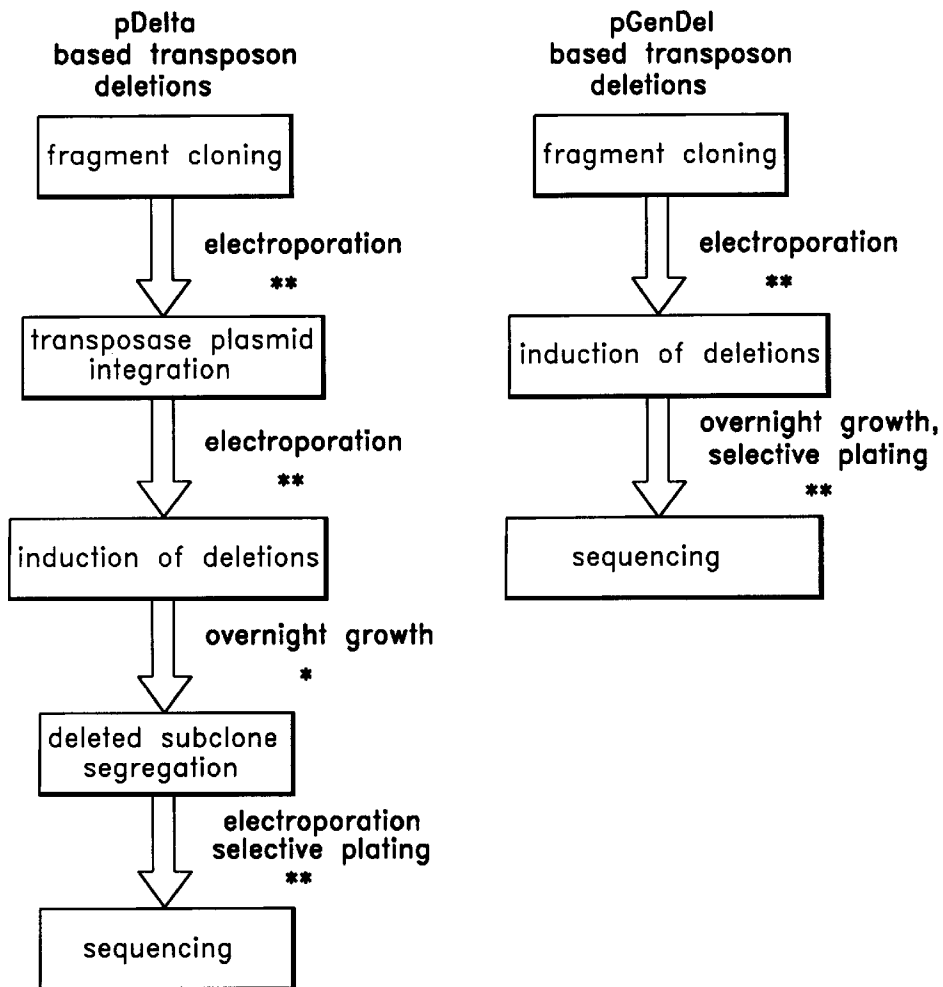 pDelta
based transposon
deletions
fragment cloning
electroporation
**
transposase plasmid
integration
electroporation
**
induction of deletions
overnight growth
*
deleted subclone
segregation
electroporation
selective plating
**
sequencing
pGenDel
based transposon
deletions
fragment cloning
electroporation
**
induction of deletions
overnight growth,
selective plating
**
sequencing